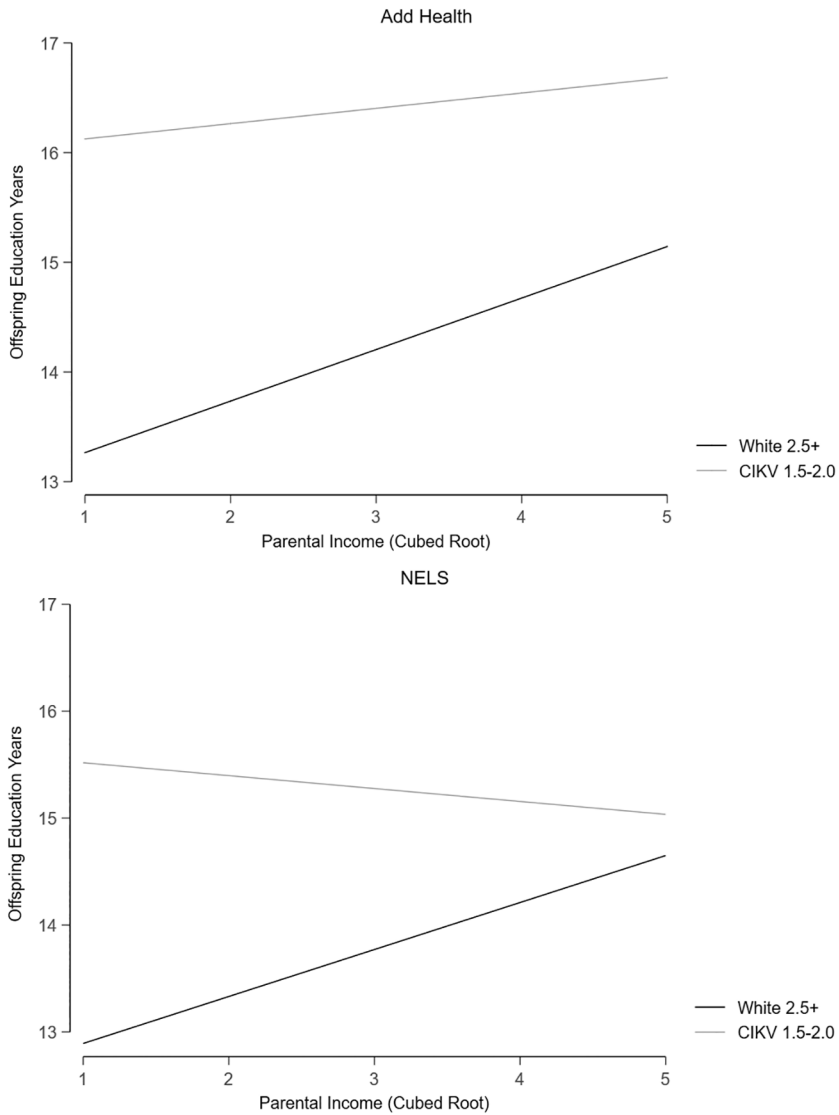 Add Health
17
16
15
14
13
Offspring Education Years
1 2 3 4 5
Parental Income (Cubed Root)
White 2.5+
CIKV 1.5-2.0
NELS
17
16
15
14
13
Offspring Education Years
1 2 3 4 5
Parental Income (Cubed Root)
White 2.5+
CIKV 1.5-2.0